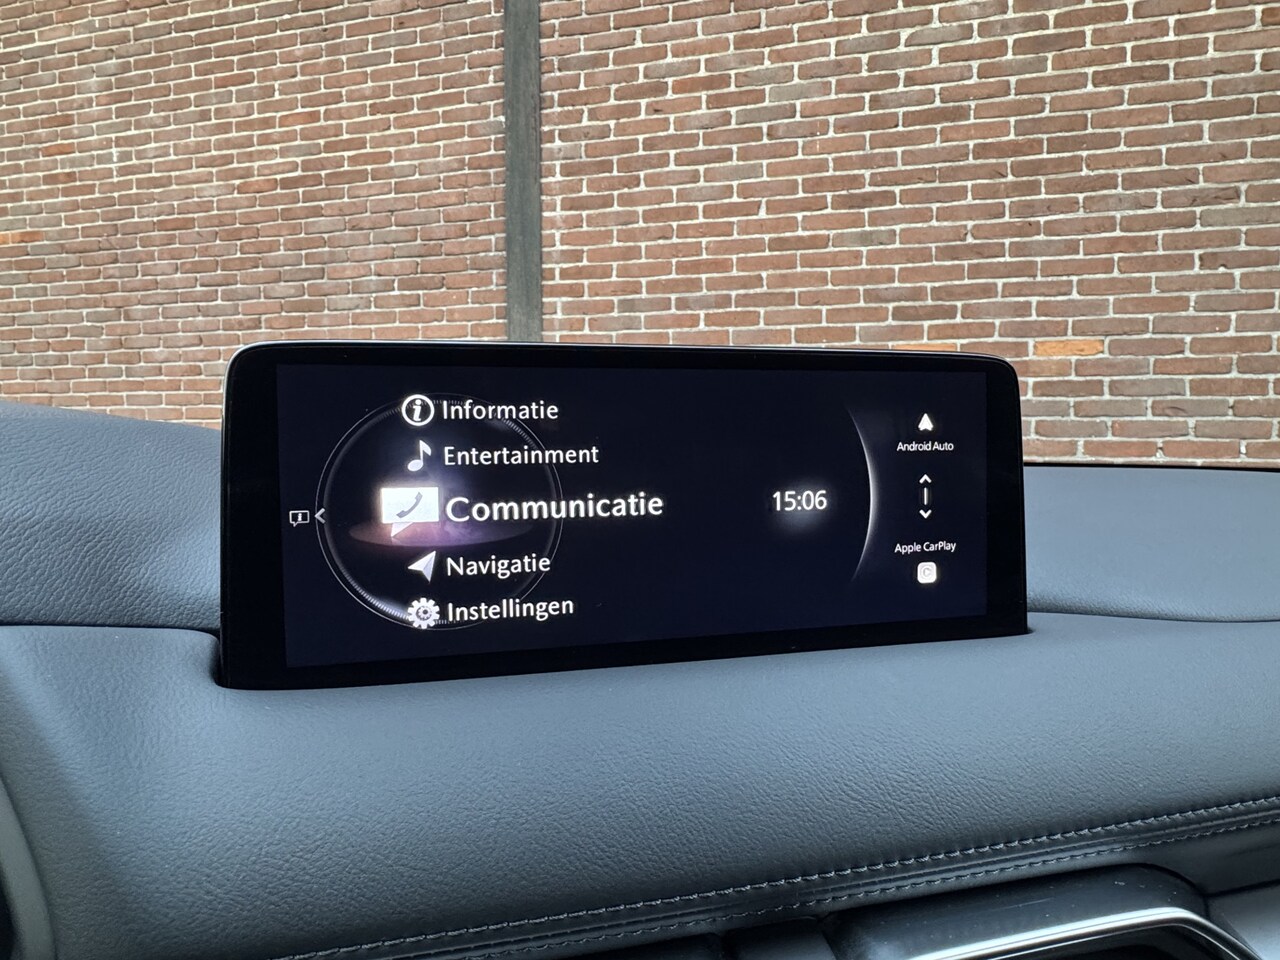 Informatie
Entertainment
Communicatie
Navigatie
Instellingen
15:06
Android Auto
Apple CarPlay